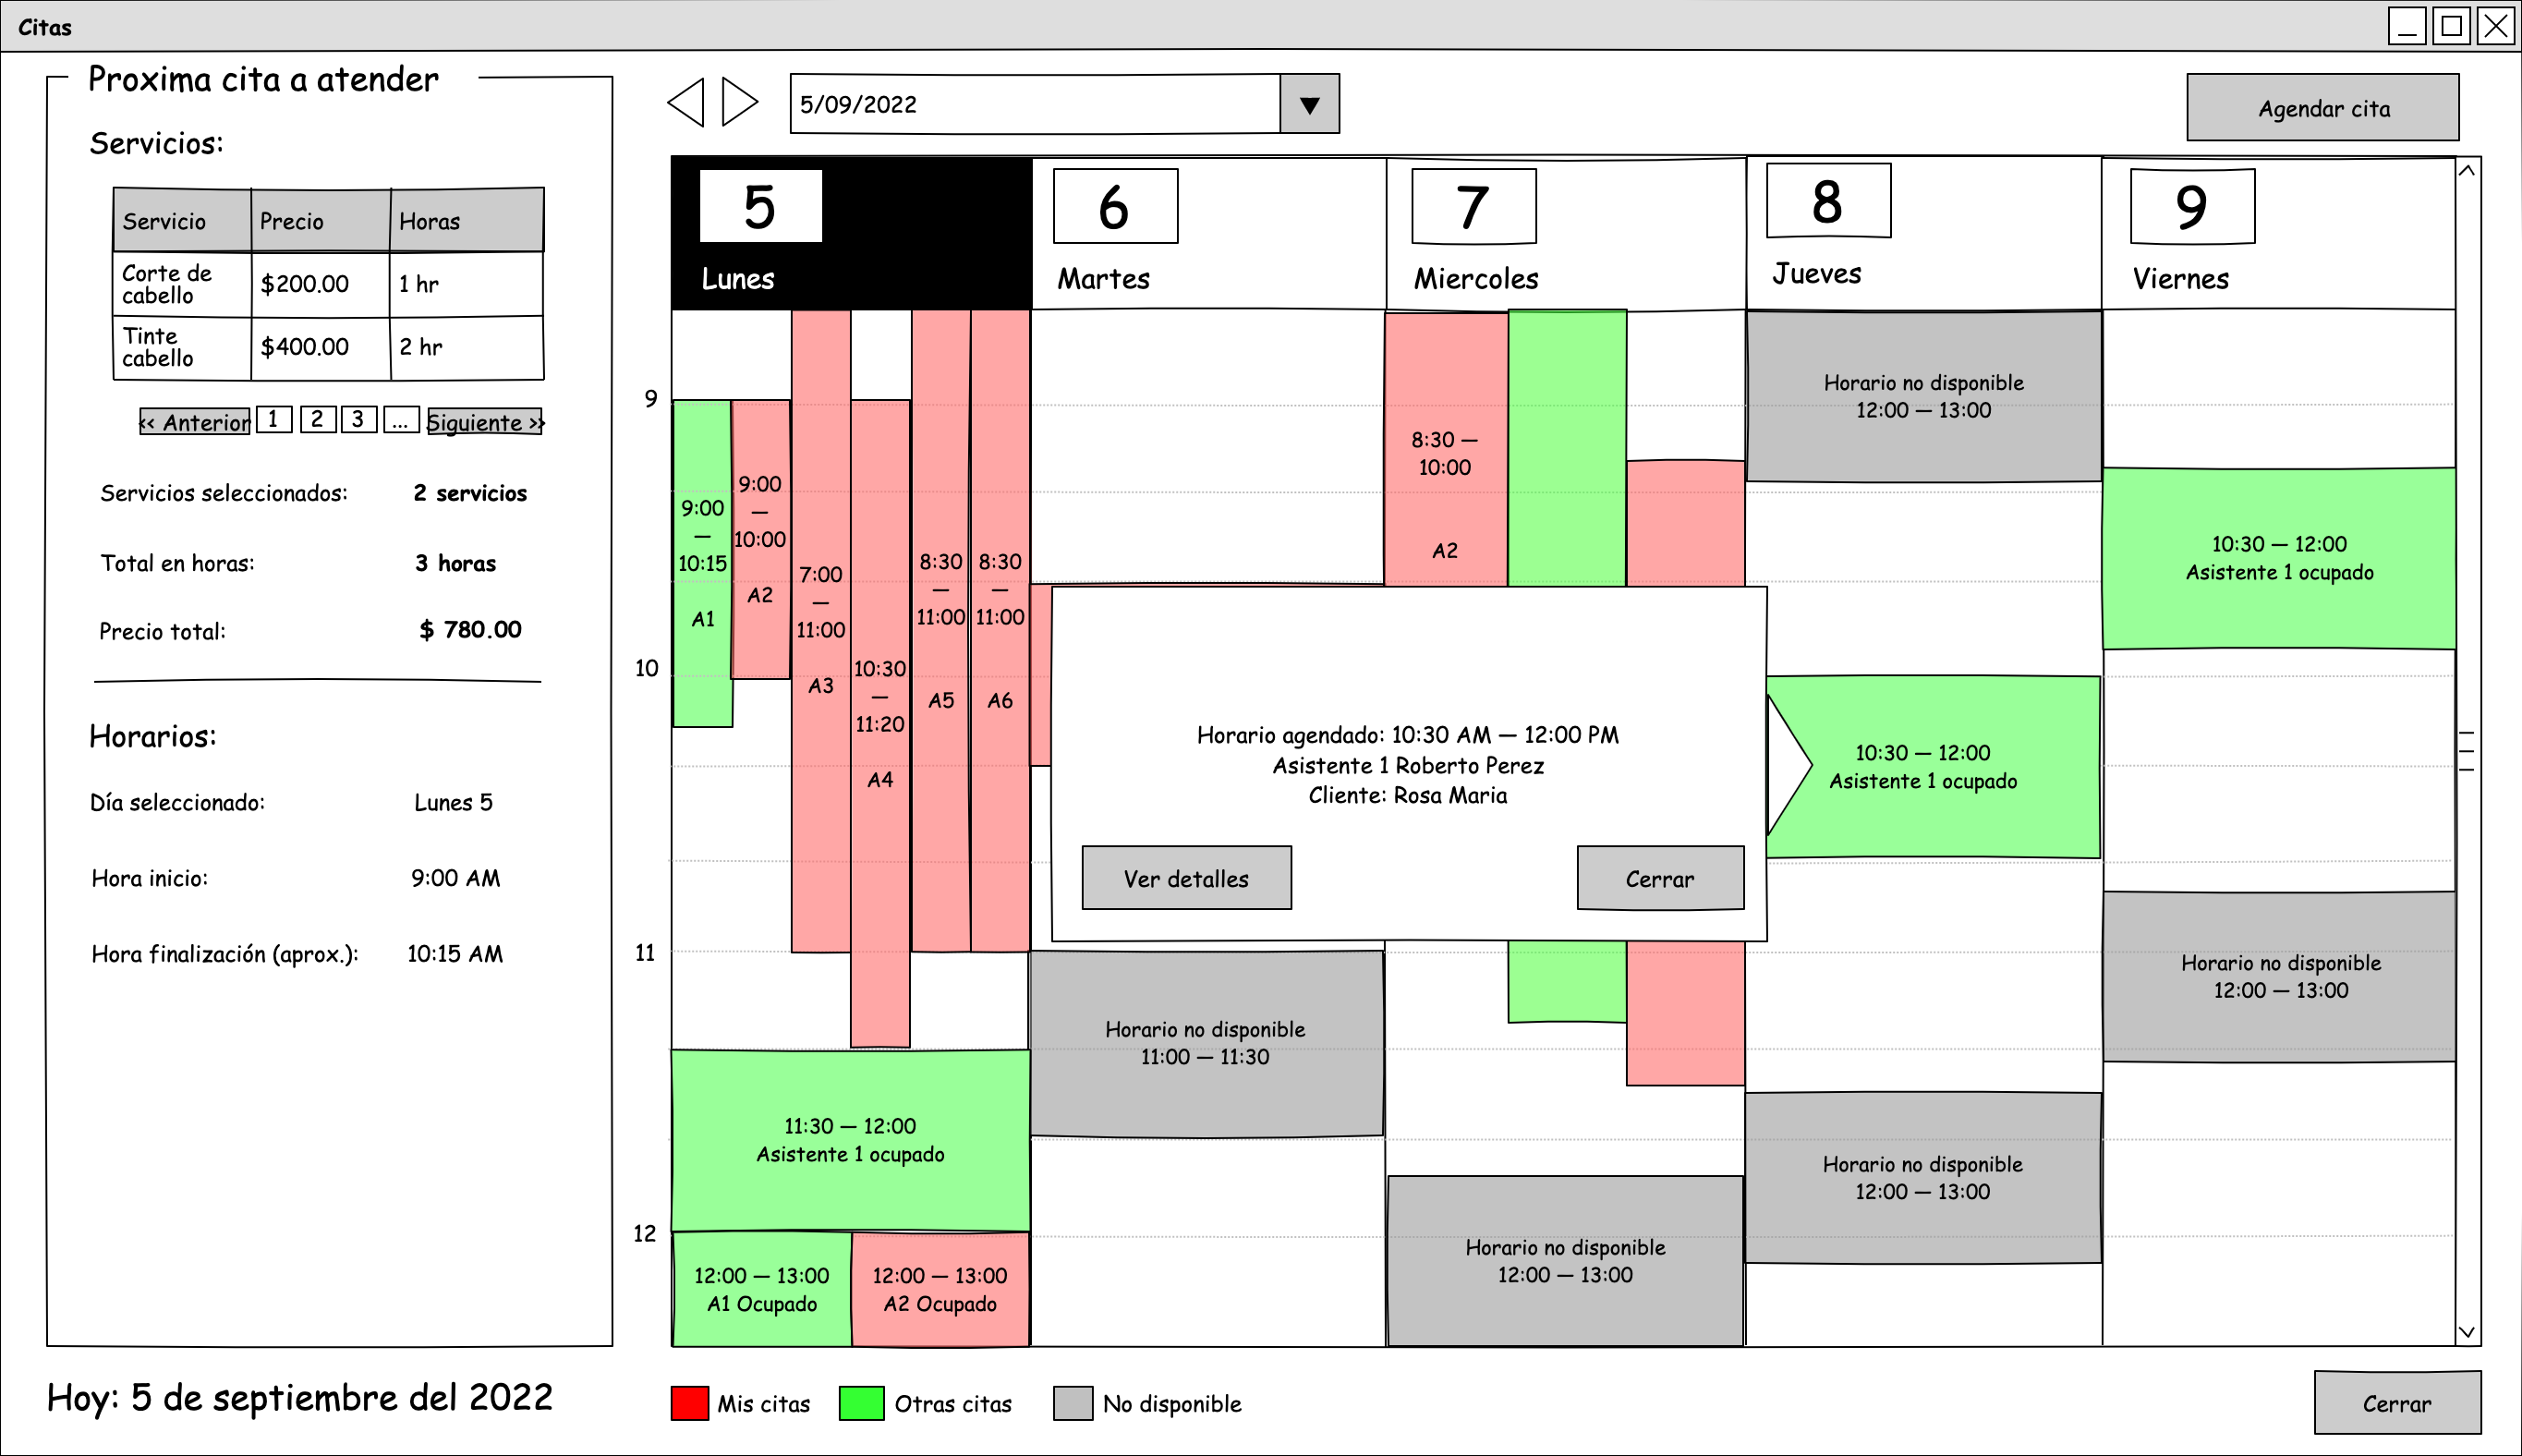 Citas
Proxima cita a atender
Servicios:
Servicio Precio Horas
Corte de
cabello
$200.00
1 hr
Tinte
cabello
$400.00
2 hr
<< Anterior 1 2 3 ... Siguiente >>
Servicios seleccionados: 2 servicios
Total en horas: 3 horas
Precio total: $ 780.00
Horarios:
Día seleccionado: Lunes 5
Hora inicio: 9:00 AM
Hora finalización (aprox.): 10:15 AM
Hoy: 5 de septiembre del 2022
5/09/2022
Agendar cita
5
Lunes
6
Martes
7
Miercoles
8
Jueves
9
Viernes
9
10
11
12
9:00
—
10:15
A1
9:00
—
10:00
A2
7:00
—
11:00
A3
10:30
—
11:20
A4
8:30
—
11:00
A5
8:30
—
11:00
A6
11:30 — 12:00
Asistente 1 ocupado
12:00 — 13:00
A1 Ocupado
12:00 — 13:00
A2 Ocupado
Horario no disponible
11:00 — 11:30
8:30 —
10:00
A2
Horario no disponible
12:00 — 13:00
Horario agendado: 10:30 AM — 12:00 PM
Asistente 1 Roberto Perez
Cliente: Rosa Maria
Ver detalles
Cerrar
Horario no disponible
12:00 — 13:00
10:30 — 12:00
Asistente 1 ocupado
Horario no disponible
12:00 — 13:00
10:30 — 12:00
Asistente 1 ocupado
Horario no disponible
12:00 — 13:00
Mis citas
Otras citas
No disponible
Cerrar